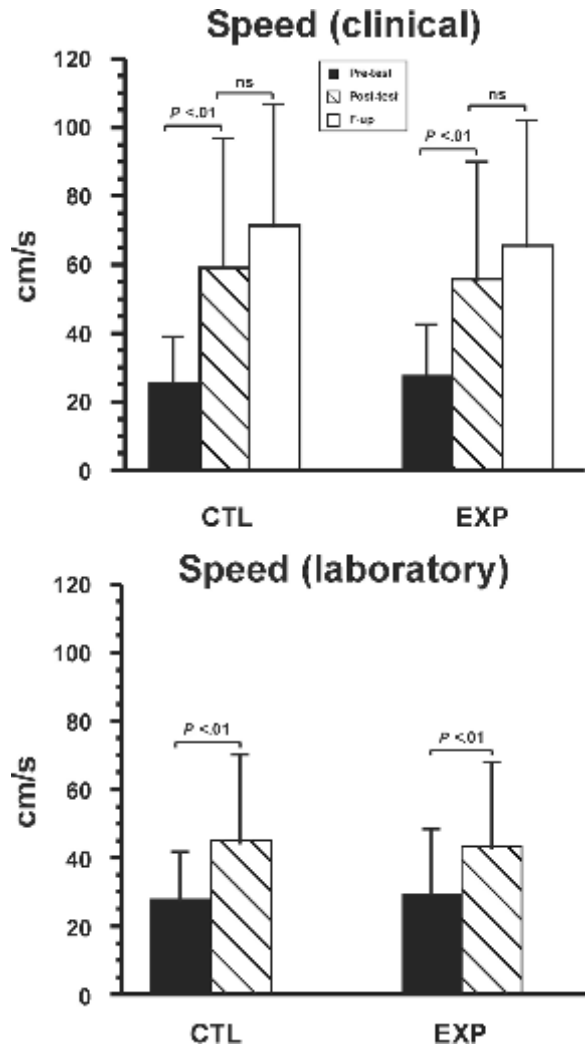 Speed (clinical)
120
100
80
60
40
20
0
cm/s
Pre-test
Post-test
F-up
P <.01
ns
P <.01
ns
CTL
EXP
Speed (laboratory)
120
100
80
60
40
20
0
cm/s
P <.01
P <.01
CTL
EXP